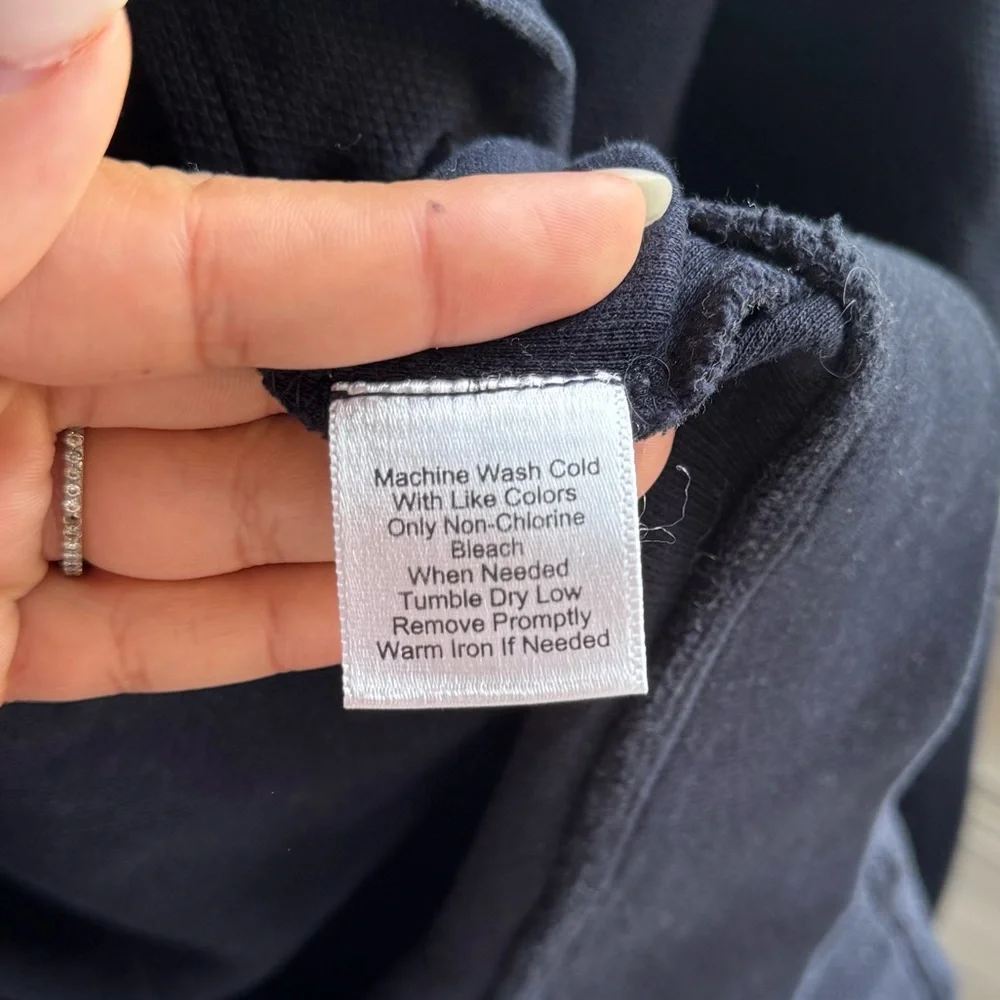 Machine Wash Cold
With Like Colors
Only Non-Chlorine
Bleach
When Needed
Tumble Dry Low
Remove Promptly
Warm Iron If Needed